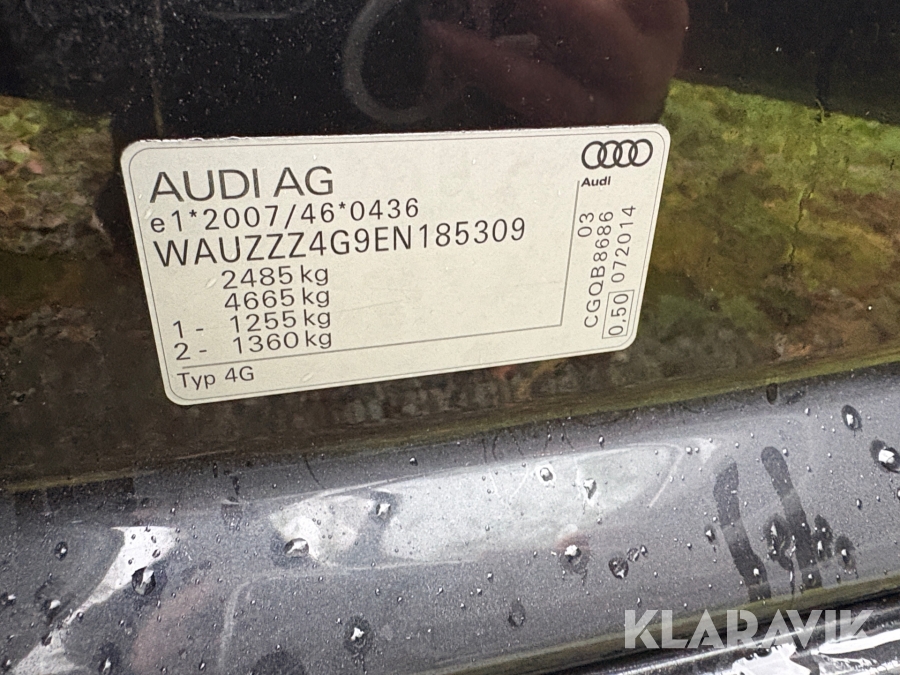 AUDI AG
e1*2007/46*0436
WAUZZZ4G9EN185309
2485 kg
4665 kg
1 - 1255 kg
2 - 1360 kg
Typ 4G
Audi
03
CGQB8686
0,50 072014
KLARAVIK